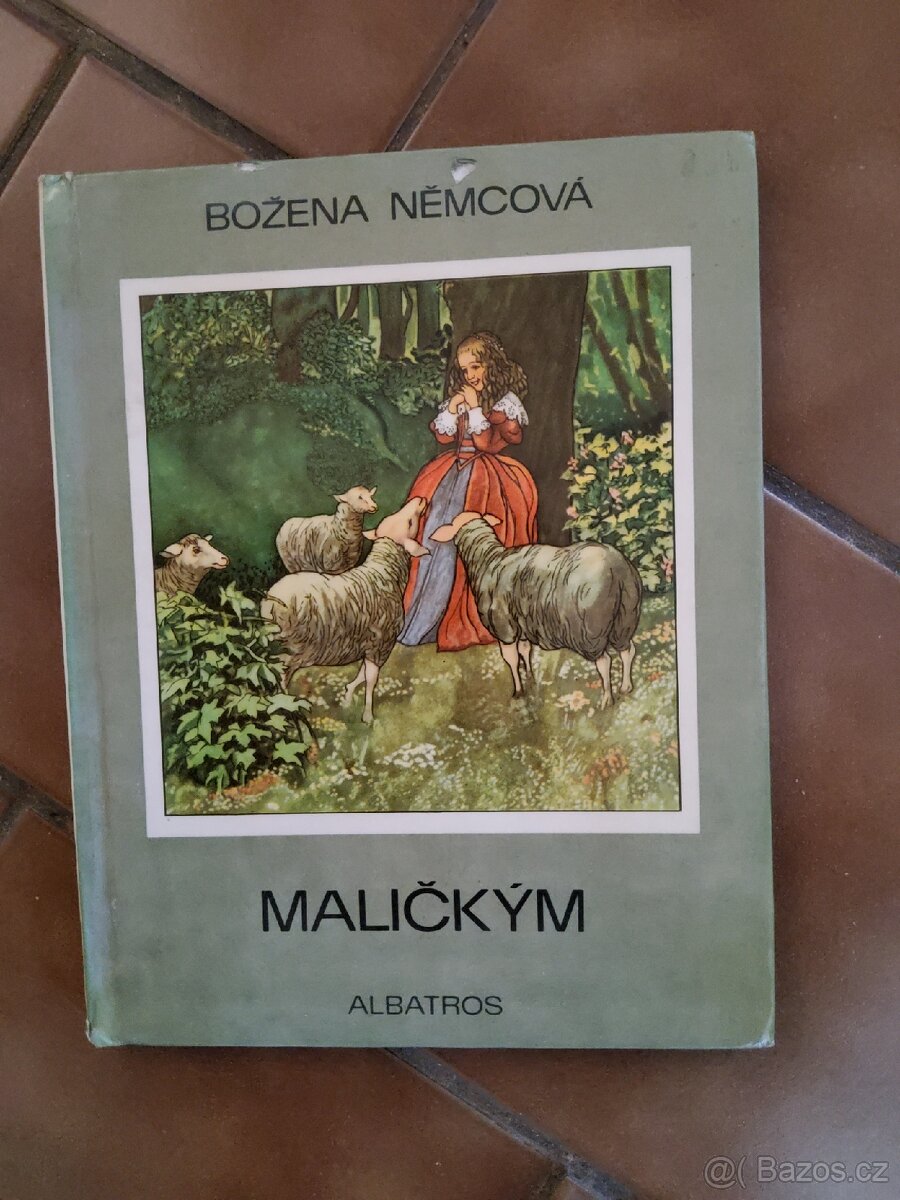 BOŽENA NĚMCOVÁ
MALIČKÝM
ALBATROS
@( Bazos.cz